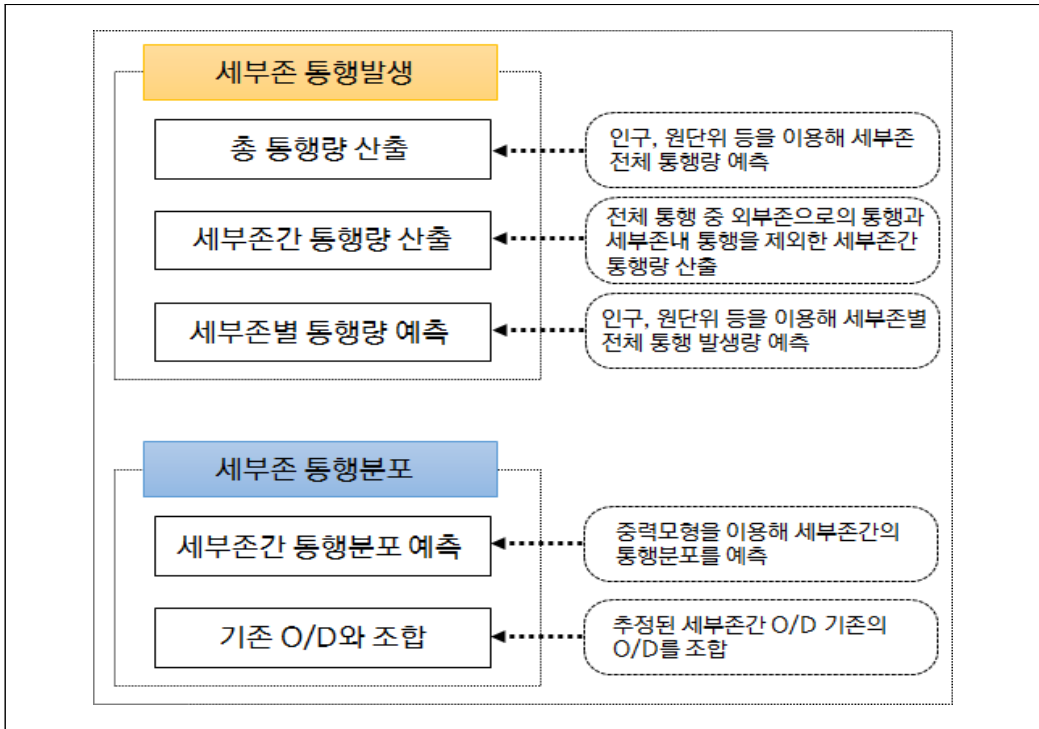 세부존 통행발생
총 통행량 산출
인구, 원단위 등을 이용해 세부존
전체 통행량 예측
세부존간 통행량 산출
전체 통행 중 외부존으로의 통행과
세부존내 통행을 제외한 세부존간
통행량 산출
세부존별 통행량 예측
인구, 원단위 등을 이용해 세부존별
전체 통행 발생량 예측
세부존 통행분포
세부존간 통행분포 예측
중력모형을 이용해 세부존간의
통행분포를 예측
기존 O/D와 조합
추정된 세부존간 O/D 기존의
O/D를 조합